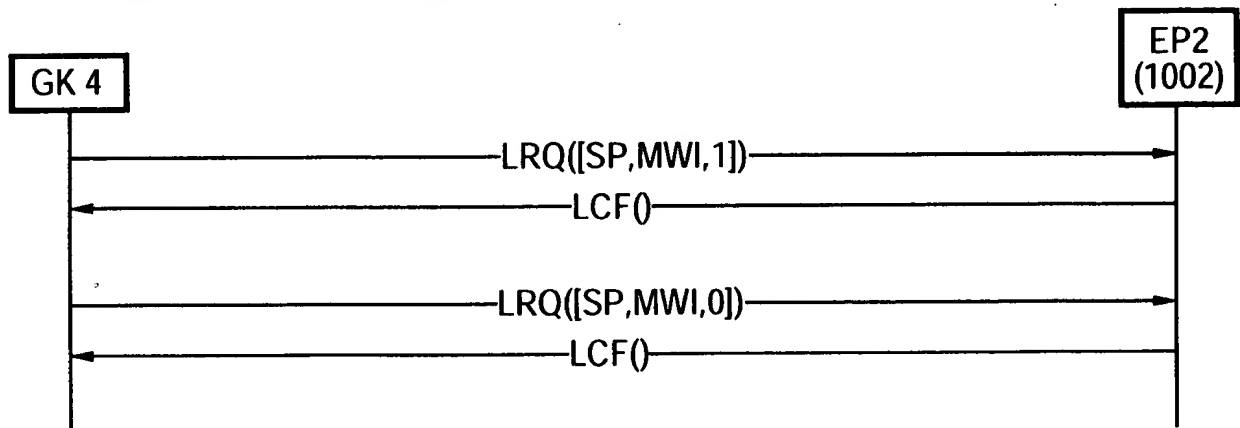 GK 4
EP2
(1002)
LRQ([SP,MWI,1])
LCF()
LRQ([SP,MWI,0])
LCF()